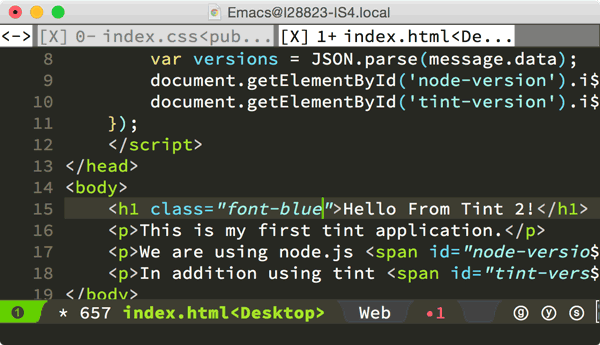 Emacs@I28823-IS4.local
<-> [X] 0- index.css<pub... [X] 1+ index.html<De...
8 var versions = JSON.parse(message.data);
9 document.getElementById('node-version').i$
10 document.getElementById('tint-version').i$
11 });
12 </script>
13 </head>
14 <body>
15 <h1 class="font-blue">Hello From Tint 2!</h1>
16 <p>This is my first tint application.</p>
17 <p>We are using node.js <span id="node-versio$
18 <p>In addition using tint <span id="tint-vers$
19 </body>
❶ * 657 index.html<Desktop> Web •1 ⓖ ⓨ ⓢ